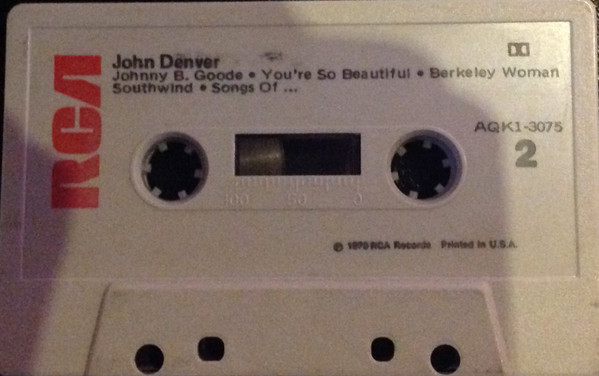 RCA
John Denver
Johnny B. Goode • You're So Beautiful • Berkeley Woman
Southwind • Songs Of ...
AQK1-3075
2
100 50 0
RCA Records Printed in U.S.A.